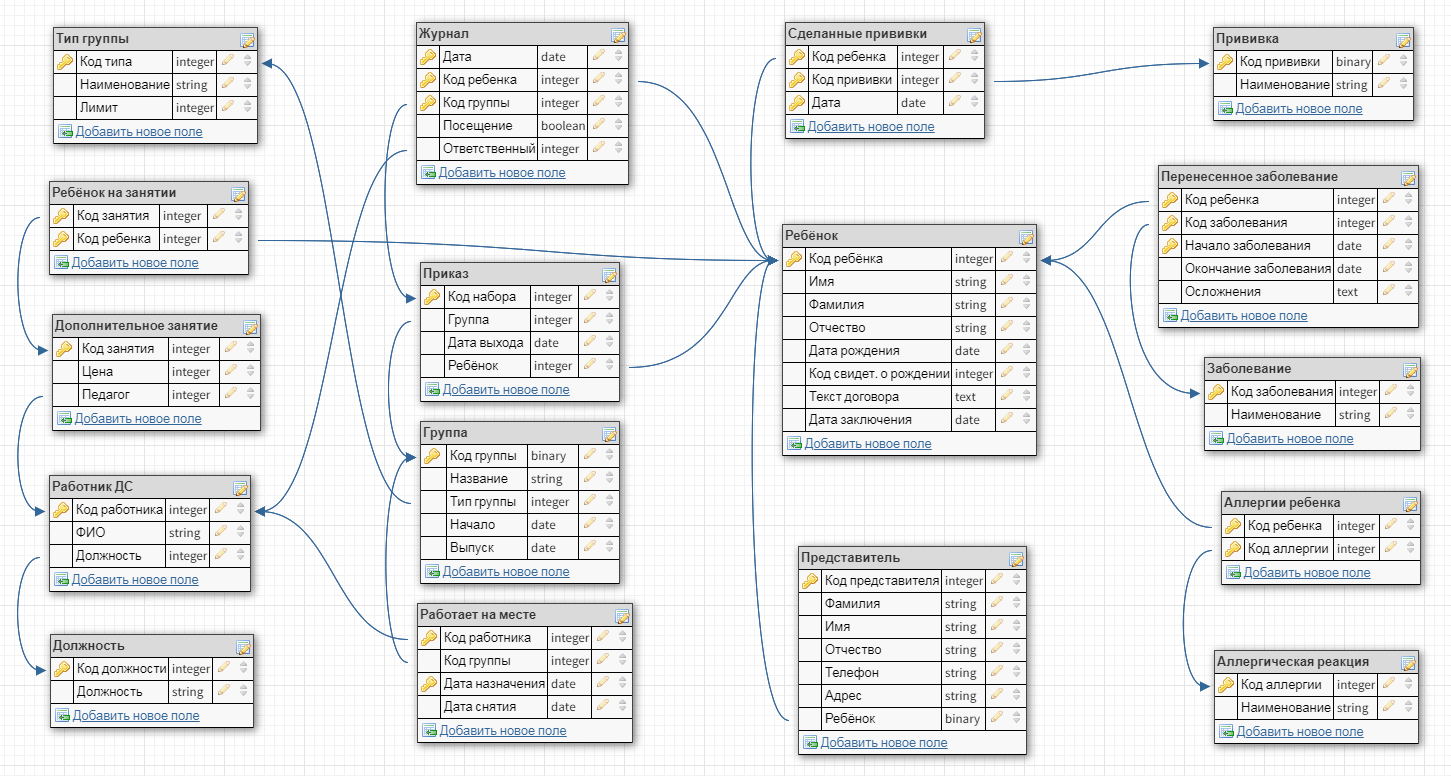 Тип группы
Код типа integer
Наименование string
Лимит integer
Добавить новое поле
Ребёнок на занятии
Код занятия integer
Код ребенка integer
Добавить новое поле
Дополнительное занятие
Код занятия integer
Цена integer
Педагог integer
Добавить новое поле
Работник ДС
Код работника integer
ФИО string
Должность integer
Добавить новое поле
Должность
Код должности integer
Должность string
Добавить новое поле
Журнал
Дата date
Код ребенка integer
Код группы integer
Посещение boolean
Ответственный integer
Добавить новое поле
Приказ
Код набора integer
Группа integer
Дата выхода date
Ребёнок integer
Добавить новое поле
Группа
Код группы binary
Название string
Тип группы integer
Начало date
Выпуск date
Добавить новое поле
Работает на месте
Код работника integer
Код группы integer
Дата назначения date
Дата снятия date
Добавить новое поле
Сделанные прививки
Код ребенка integer
Код прививки integer
Дата date
Добавить новое поле
Ребёнок
Код ребёнка integer
Имя string
Фамилия string
Отчество string
Дата рождения date
Код свидет. о рождении integer
Текст договора text
Дата заключения date
Добавить новое поле
Представитель
Код представителя integer
Фамилия string
Имя string
Отчество string
Телефон string
Адрес string
Ребёнок binary
Добавить новое поле
Прививка
Код прививки binary
Наименование string
Добавить новое поле
Перенесенное заболевание
Код ребенка integer
Код заболевания integer
Начало заболевания date
Окончание заболевания date
Осложнения text
Добавить новое поле
Заболевание
Код заболевания integer
Наименование string
Добавить новое поле
Аллергии ребенка
Код ребенка integer
Код аллергии integer
Добавить новое поле
Аллергическая реакция
Код аллергии integer
Наименование string
Добавить новое поле